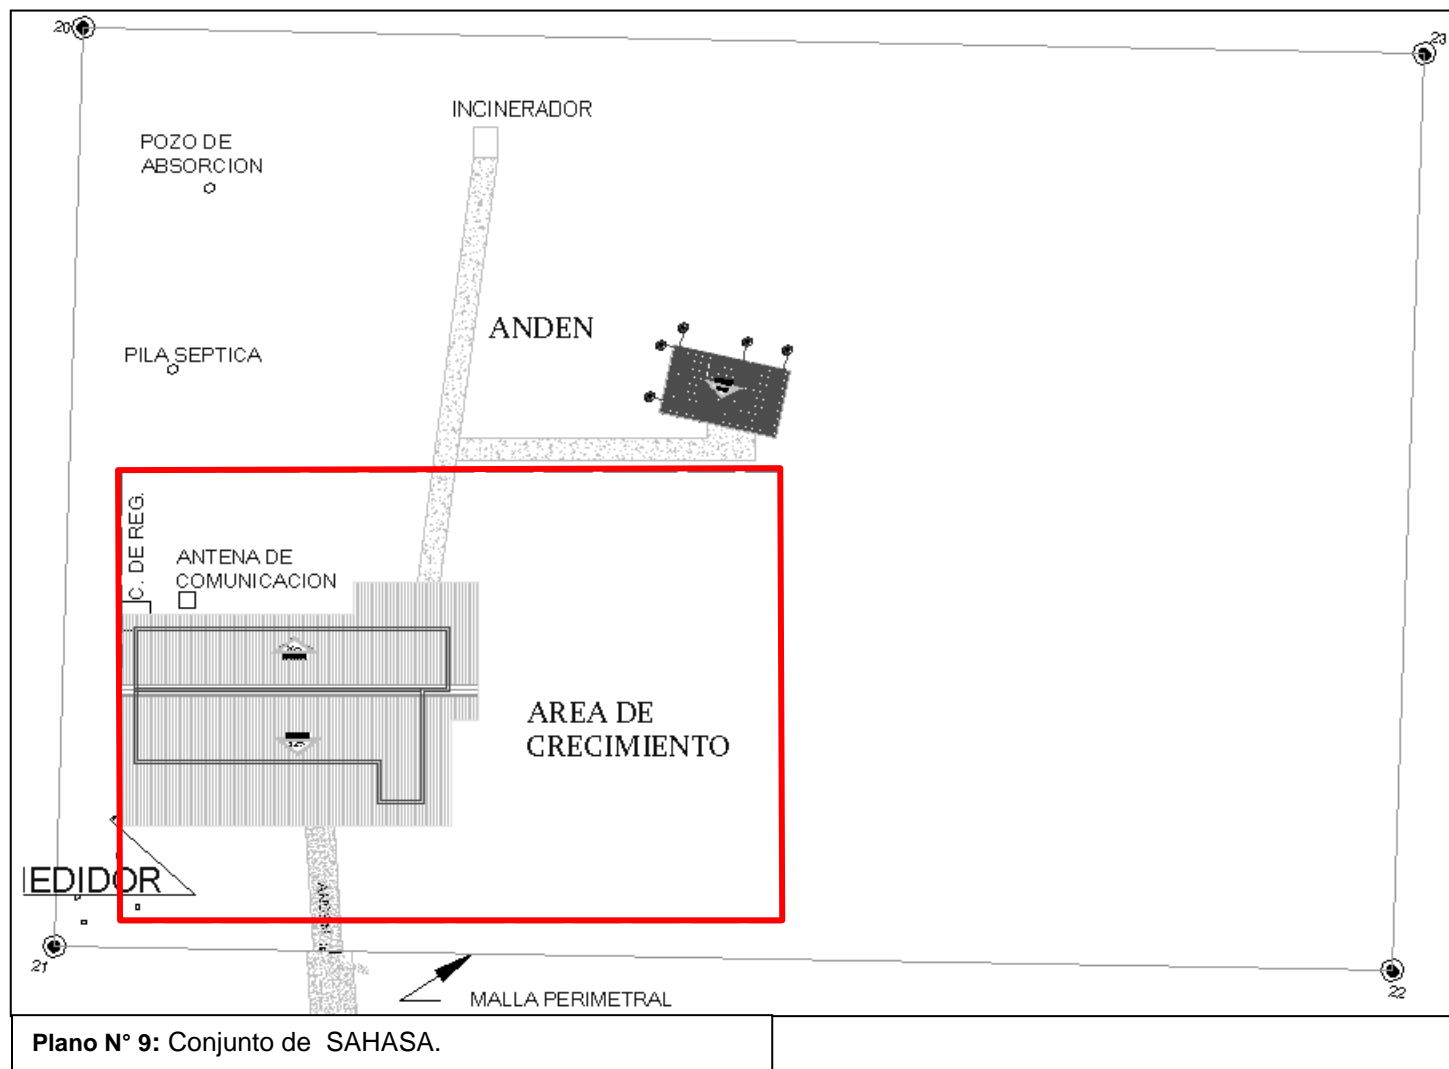 20
23
INCINERADOR
POZO DE
ABSORCION
ANDEN
PILA SEPTICA
C. DE REG.
ANTENA DE
COMUNICACION
AREA DE
CRECIMIENTO
EDIDOR
21
22
MALLA PERIMETRAL
Plano N° 9: Conjunto de SAHASA.